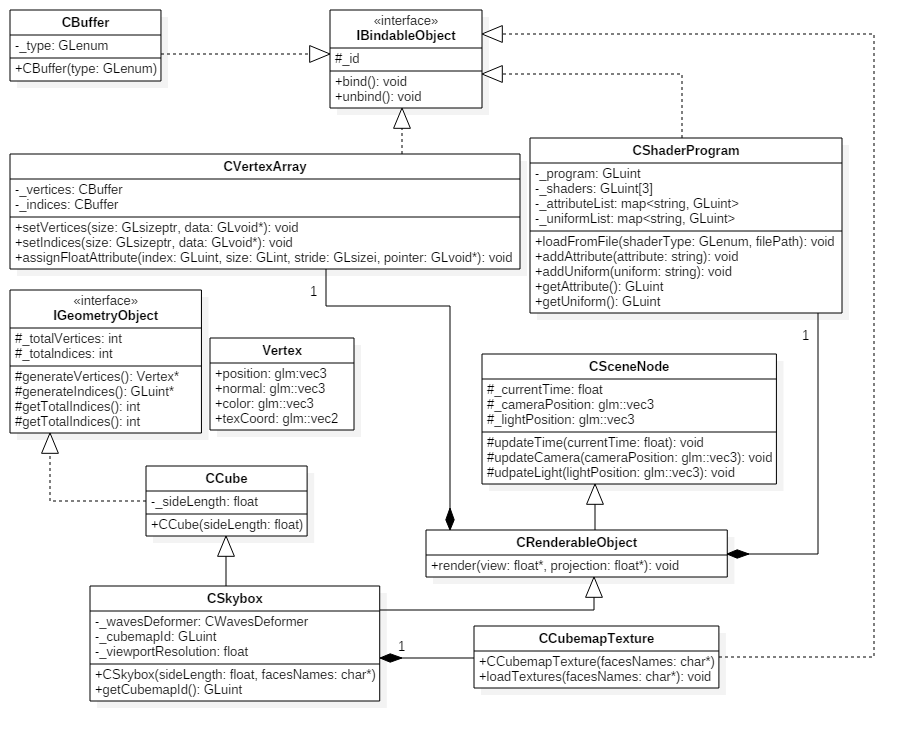 CBuffer
-_type: GLenum
+CBuffer(type: GLenum)
«interface»
IBindableObject
#_id
+bind(): void
+unbind(): void
CVertexArray
-_vertices: CBuffer
-_indices: CBuffer
+setVertices(size: GLsizeptr, data: GLvoid*): void
+setIndices(size: GLsizeptr, data: GLvoid*): void
+assignFloatAttribute(index: GLuint, size: GLint, stride: GLsizei, pointer: GLvoid*): void
CShaderProgram
-_program: GLuint
-_shaders: GLuint[3]
-_attributeList: map<string, GLuint>
-_uniformList: map<string, GLuint>
+loadFromFile(shaderType: GLenum, filePath): void
+addAttribute(attribute: string): void
+addUniform(uniform: string): void
+getAttribute(): GLuint
+getUniform(): GLuint
1
1
«interface»
IGeometryObject
#_totalVertices: int
#_totalndices: int
#generateVertices(): Vertex*
#generateIndices(): GLuint*
#getTotalIndices(): int
#getTotalIndices(): int
Vertex
+position: glm:vec3
+normal: glm::vec3
+color: glm::vec3
+texCoord: glm::vec2
CSceneNode
#_currentTime: float
#_cameraPosition: glm::vec3
#_lightPosition: glm::vec3
#updateTime(currentTime: float): void
#updateCamera(cameraPosition: glm::vec3): void
#udpateLight(lightPosition: glm::vec3): void
CCube
-_sideLength: float
+CCube(sideLength: float)
CRenderableObject
+render(view: float*, projection: float*): void
CSkybox
-_wavesDeformer: CWavesDeformer
-_cubemapId: GLuint
-_viewportResolution: float
+CSkybox(sideLength: float, facesNames: char*)
+getCubemapId(): GLuint
1
CCubemapTexture
+CCubemapTexture(facesNames: char*)
+loadTextures(facesNames: char*): void